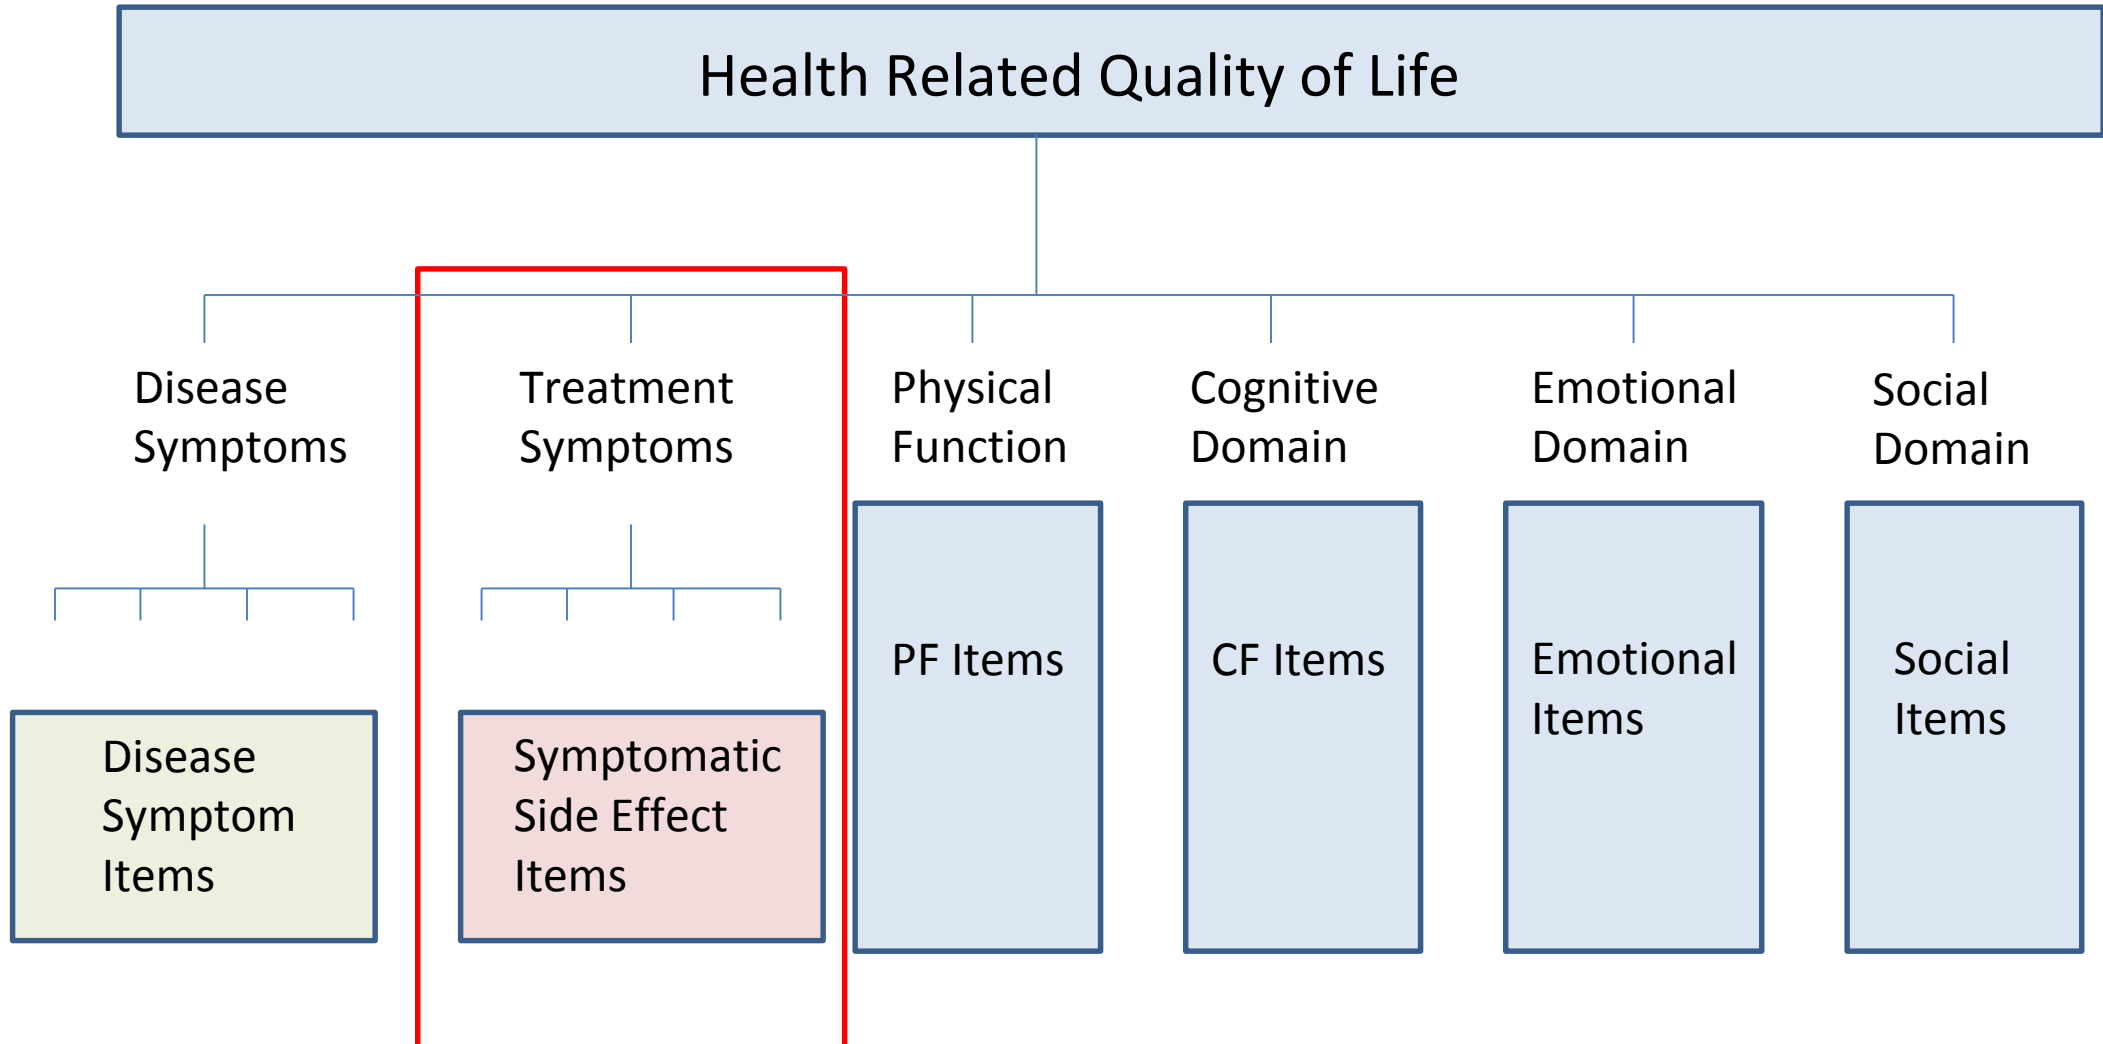 Health Related Quality of Life
Disease
Symptoms
Treatment
Symptoms
Physical
Function
Cognitive
Domain
Emotional
Domain
Social
Domain
Disease
Symptom
Items
Symptomatic
Side Effect
Items
PF Items
CF Items
Emotional
Items
Social
Items